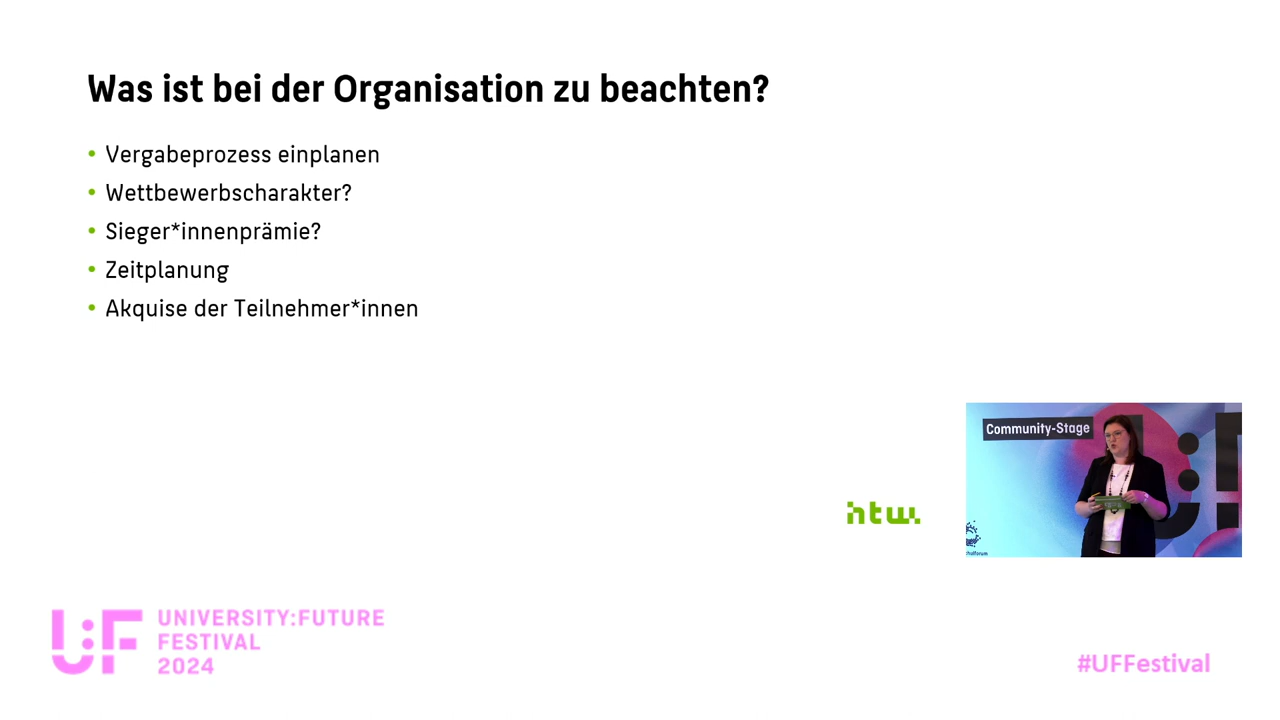 Was ist bei der Organisation zu beachten?
• Vergabeprozess einplanen
• Wettbewerbscharakter?
• Sieger*innenprämie?
• Zeitplanung
• Akquise der Teilnehmer*innen
Community-Stage
htw.
U:F
UNIVERSITY:FUTURE
FESTIVAL
2024
#UFFestival